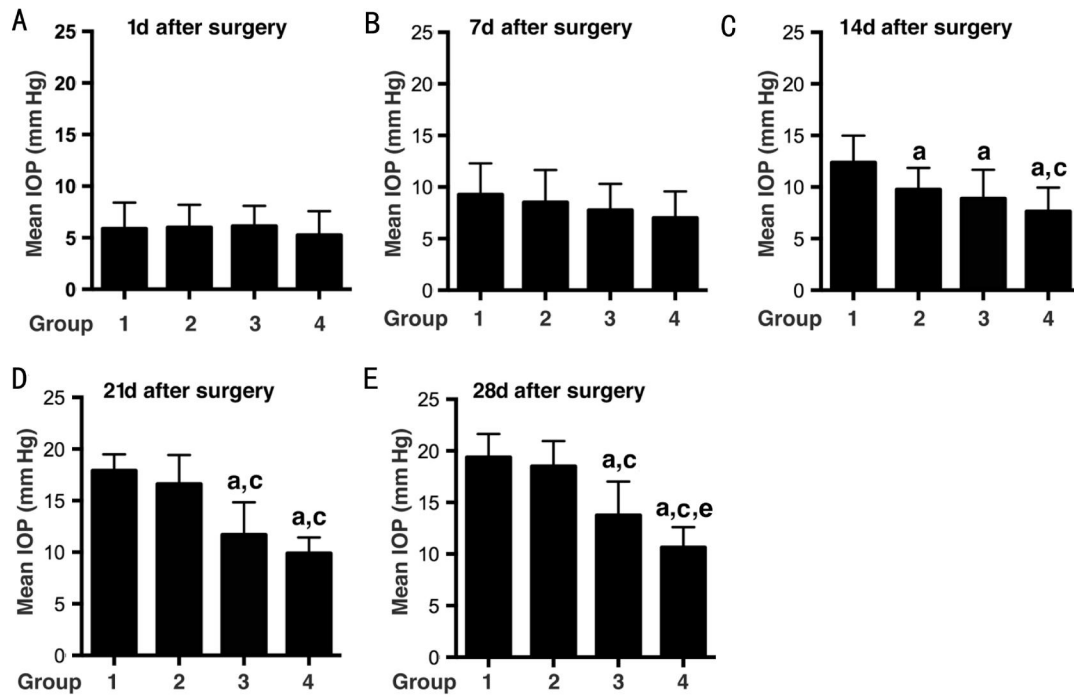 A
1d after surgery
Mean IOP (mm Hg)
25
20
15
10
5
0
Group 1 2 3 4
B
7d after surgery
Mean IOP (mm Hg)
25
20
15
10
5
0
Group 1 2 3 4
C
14d after surgery
Mean IOP (mm Hg)
25
20
15
10
5
0
a a a,c
Group 1 2 3 4
D
21d after surgery
Mean IOP (mm Hg)
25
20
15
10
5
0
a,c a,c
Group 1 2 3 4
E
28d after surgery
Mean IOP (mm Hg)
25
20
15
10
5
0
a,c a,c,e
Group 1 2 3 4